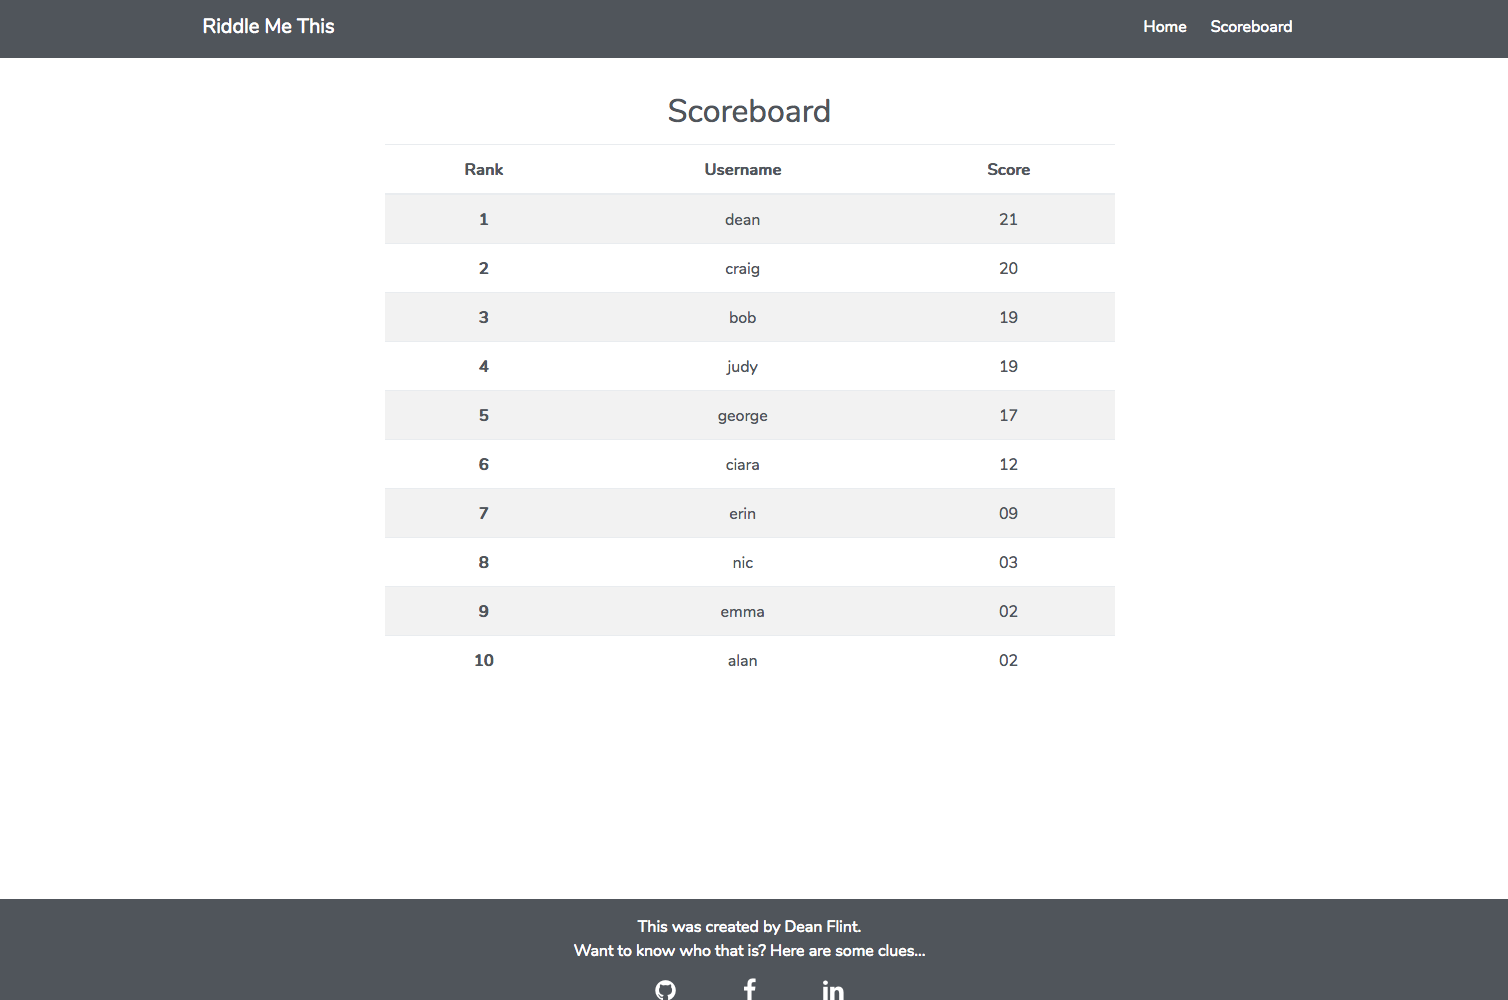 Riddle Me This Home Scoreboard
Scoreboard
Rank Username Score
1 dean 21
2 craig 20
3 bob 19
4 judy 19
5 george 17
6 ciara 12
7 erin 09
8 nic 03
9 emma 02
10 alan 02
This was created by Dean Flint.
Want to know who that is? Here are some clues...